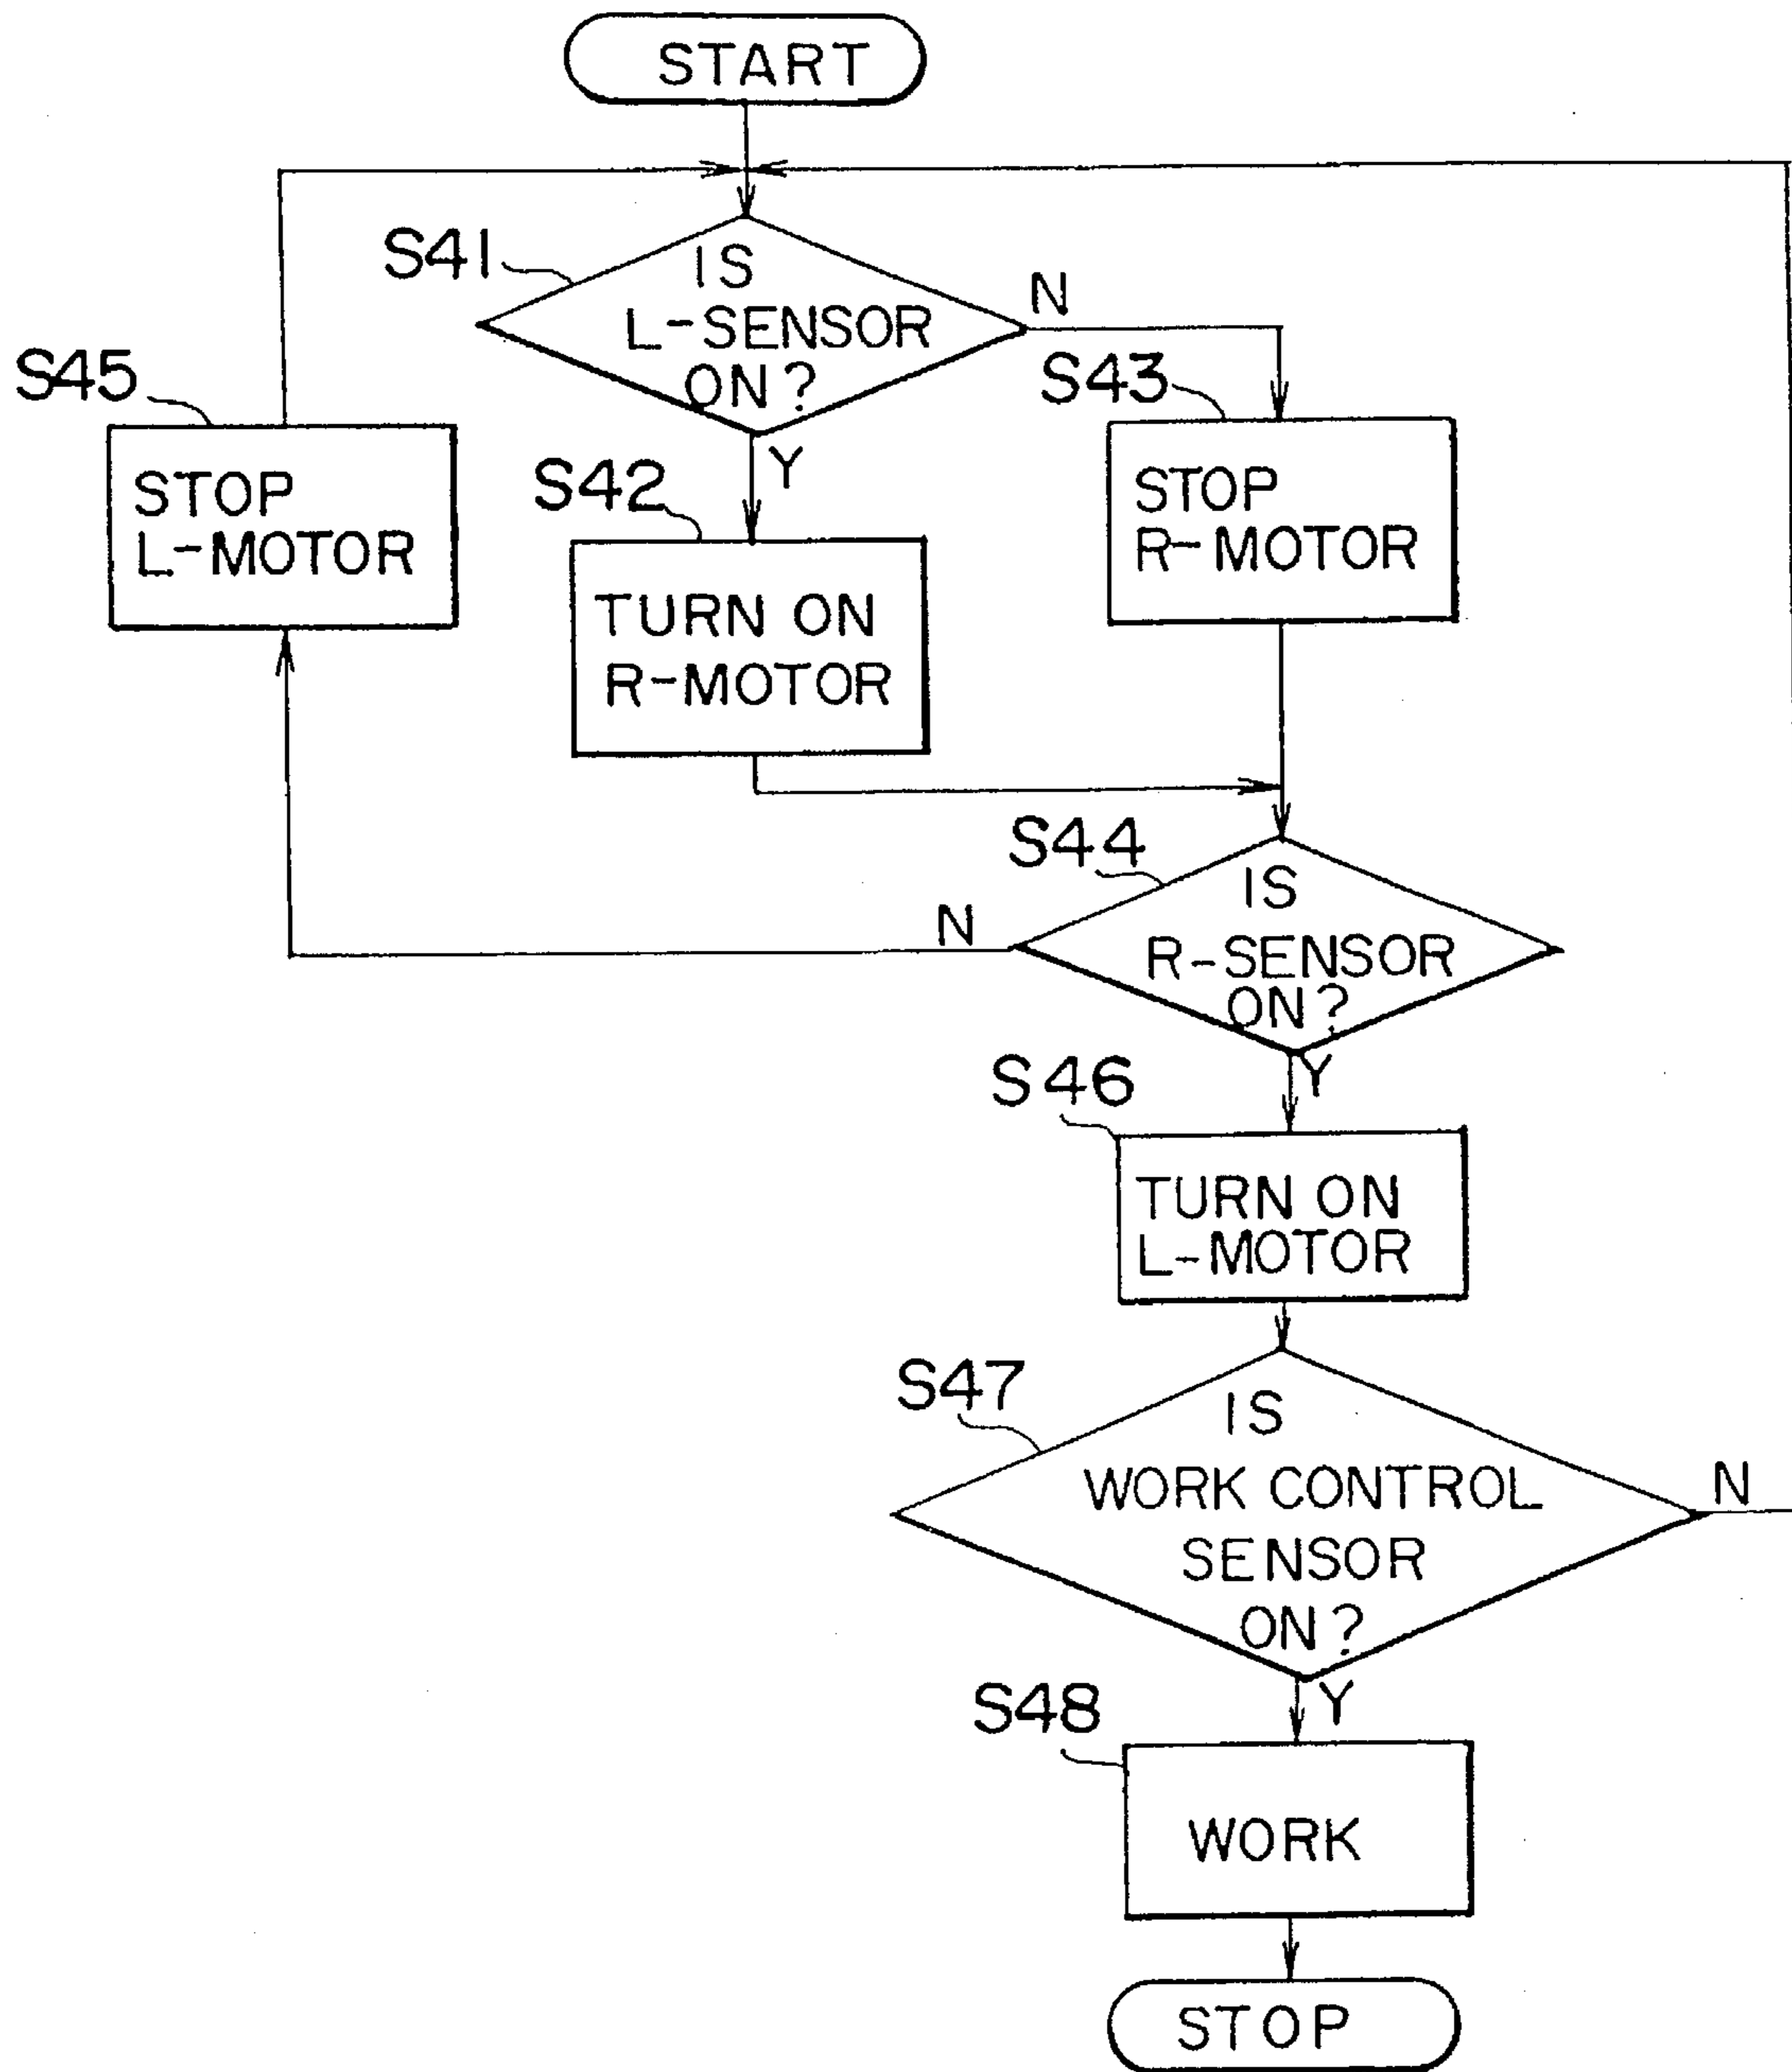 START
S41
IS
L-SENSOR
ON?
N
Y
S45
STOP
L-MOTOR
S42
TURN ON
R-MOTOR
S43
STOP
R-MOTOR
S44
IS
R-SENSOR
ON?
N
Y
S46
TURN ON
L-MOTOR
S47
IS
WORK CONTROL
SENSOR
ON?
N
Y
S48
WORK
STOP